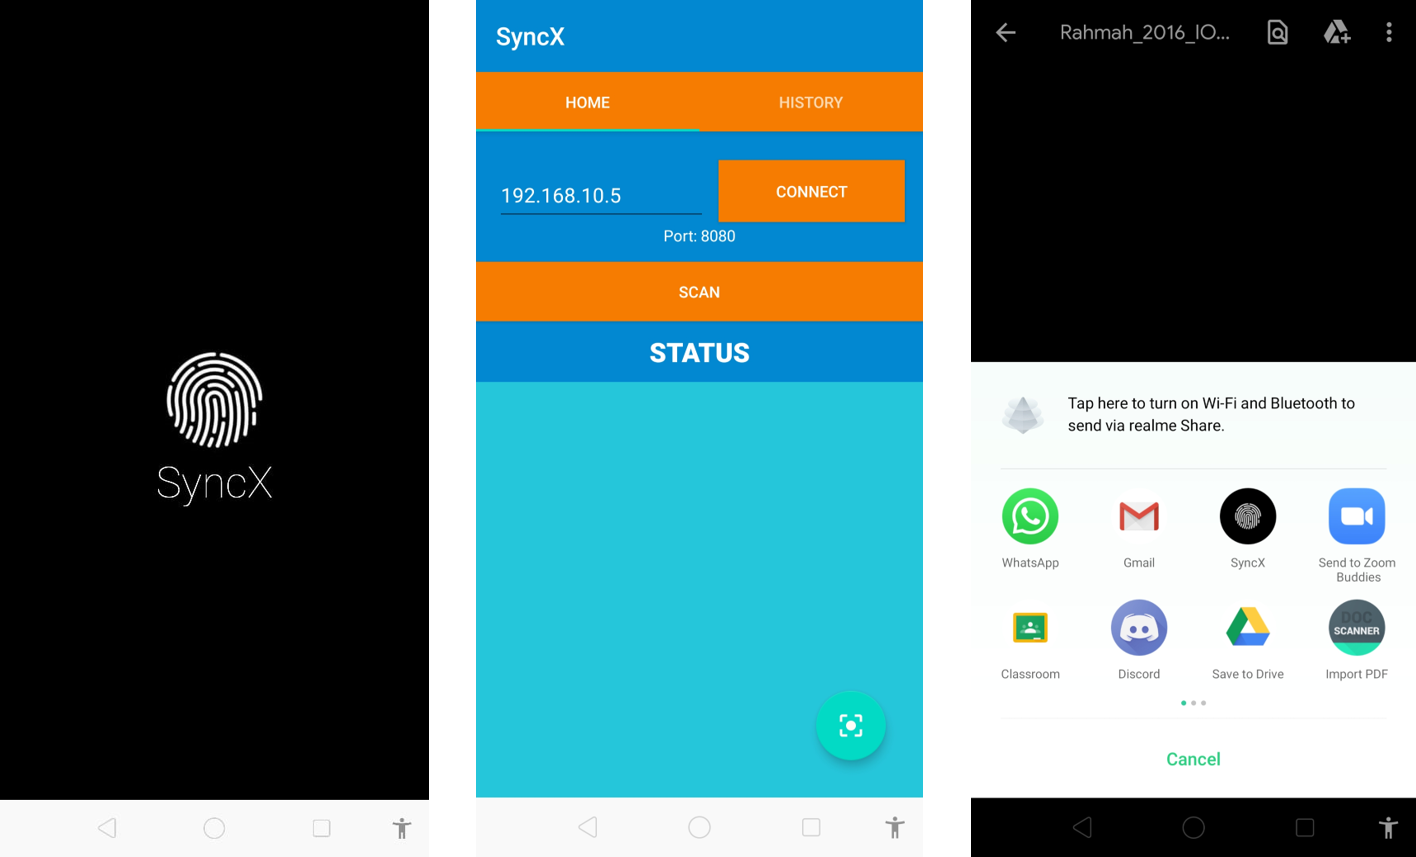 SyncX
SyncX
HOME HISTORY
192.168.10.5 CONNECT
Port: 8080
SCAN
STATUS
Rahmah_2016_IO...
Tap here to turn on Wi-Fi and Bluetooth to
send via realme Share.
WhatsApp Gmail SyncX Send to Zoom
Buddies
DOC
SCANNER
Classroom Discord Save to Drive Import PDF
Cancel